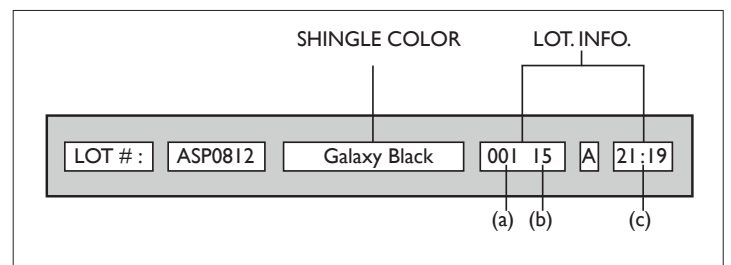 SHINGLE COLOR LOT. INFO.
LOT # : ASP0812 Galaxy Black 001 15 A 21:19
(a) (b) (c)